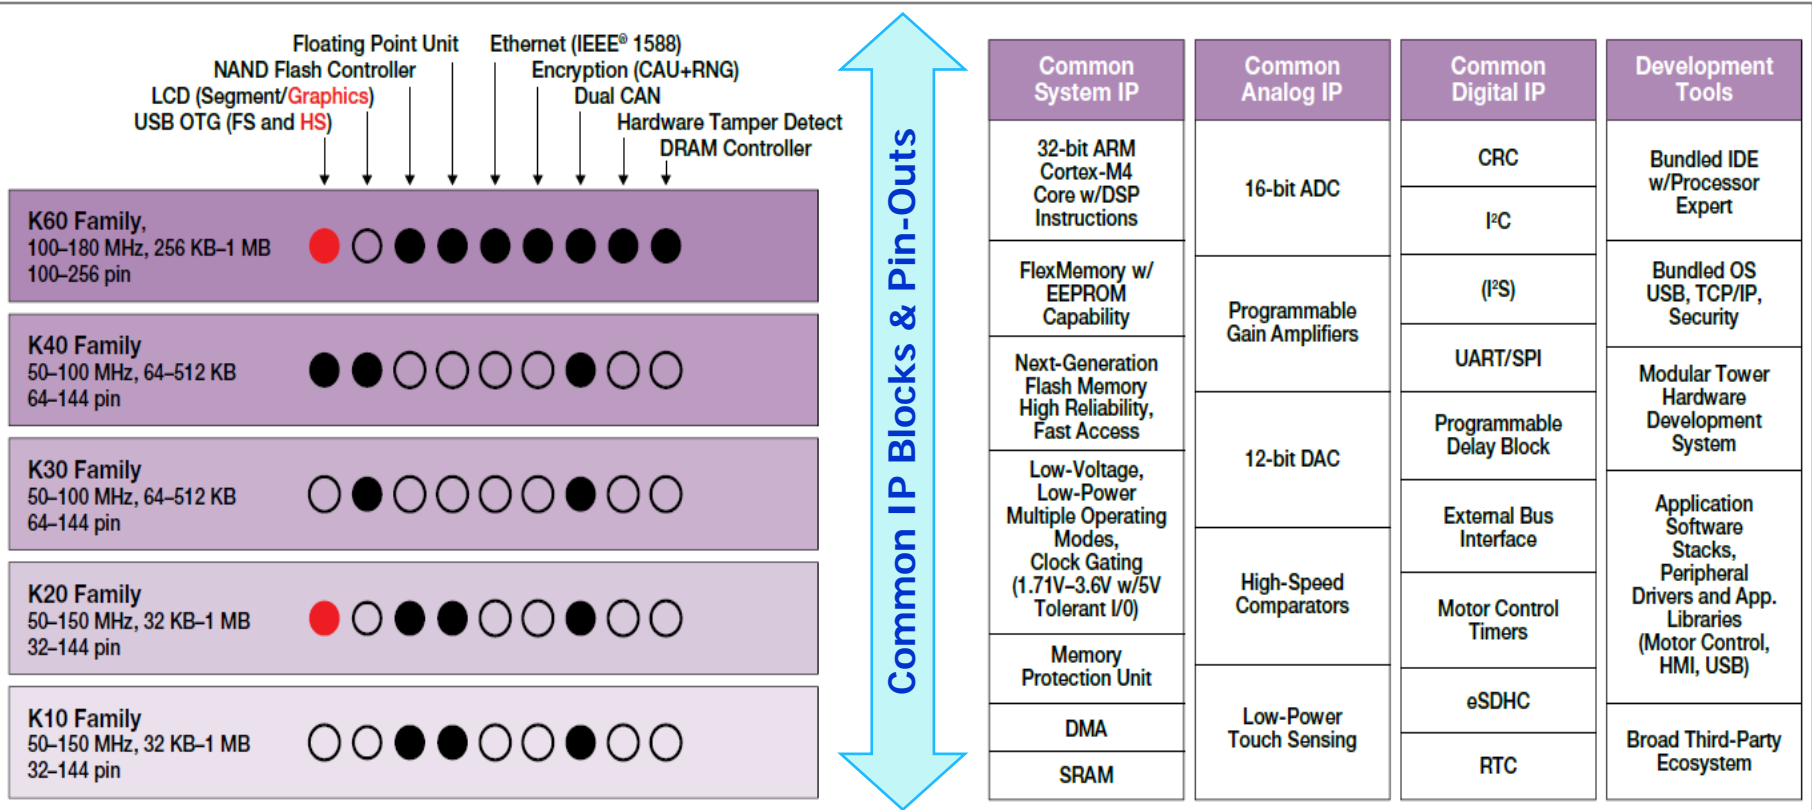 Floating Point Unit
NAND Flash Controller
LCD (Segment/Graphics)
USB OTG (FS and HS)
Ethernet (IEEE® 1588)
Encryption (CAU+RNG)
Dual CAN
Hardware Tamper Detect
DRAM Controller
K60 Family,
100–180 MHz, 256 KB–1 MB
100–256 pin
K40 Family
50–100 MHz, 64–512 KB
64–144 pin
K30 Family
50–100 MHz, 64–512 KB
64–144 pin
K20 Family
50–150 MHz, 32 KB–1 MB
32–144 pin
K10 Family
50–150 MHz, 32 KB–1 MB
32–144 pin
Common IP Blocks & Pin-Outs
Common
System IP
32-bit ARM
Cortex-M4
Core w/DSP
Instructions
FlexMemory w/
EEPROM
Capability
Next-Generation
Flash Memory
High Reliability,
Fast Access
Low-Voltage,
Low-Power
Multiple Operating
Modes,
Clock Gating
(1.71V–3.6V w/5V
Tolerant I/0)
Memory
Protection Unit
DMA
SRAM
Common
Analog IP
16-bit ADC
Programmable
Gain Amplifiers
12-bit DAC
High-Speed
Comparators
Low-Power
Touch Sensing
Common
Digital IP
CRC
I²C
(I²S)
UART/SPI
Programmable
Delay Block
External Bus
Interface
Motor Control
Timers
eSDHC
RTC
Development
Tools
Bundled IDE
w/Processor
Expert
Bundled OS
USB, TCP/IP,
Security
Modular Tower
Hardware
Development
System
Application
Software
Stacks,
Peripheral
Drivers and App.
Libraries
(Motor Control,
HMI, USB)
Broad Third-Party
Ecosystem